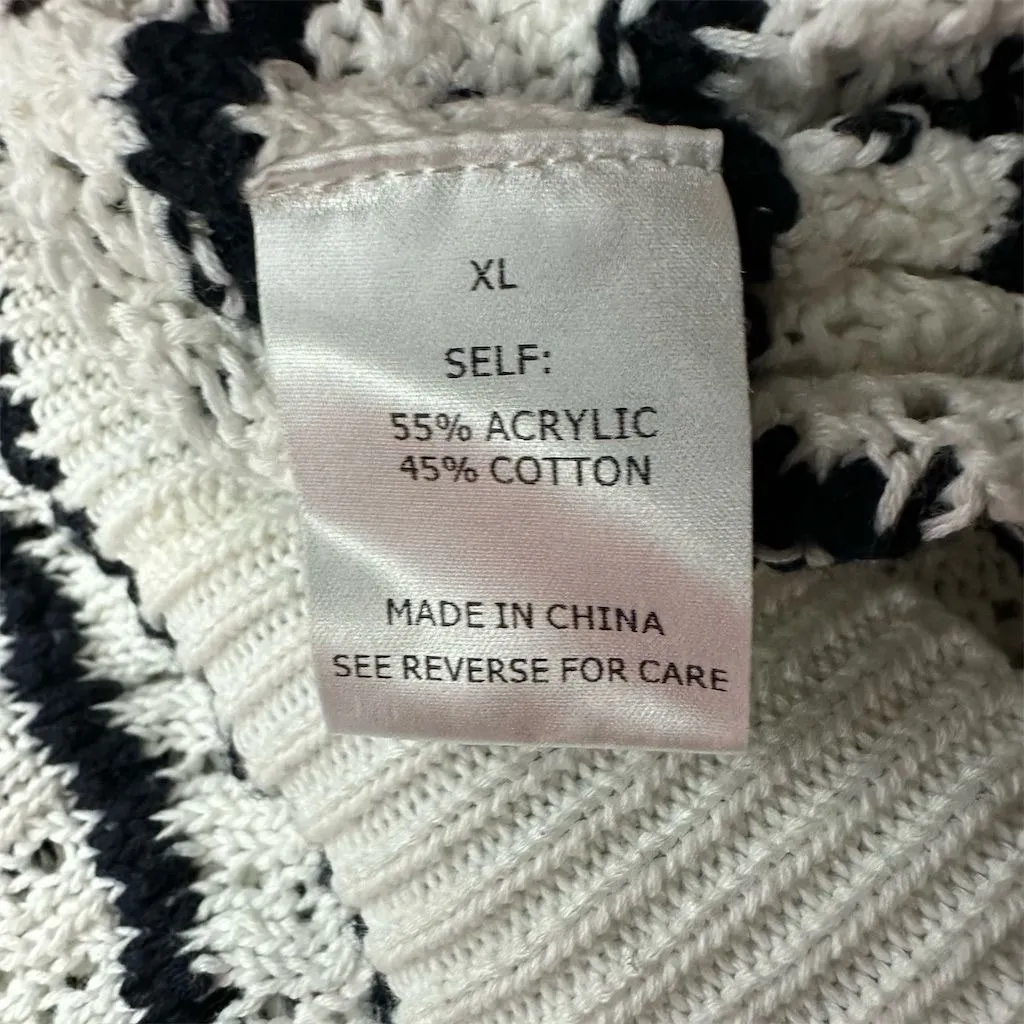 XL
SELF:
55% ACRYLIC
45% COTTON
MADE IN CHINA
SEE REVERSE FOR CARE